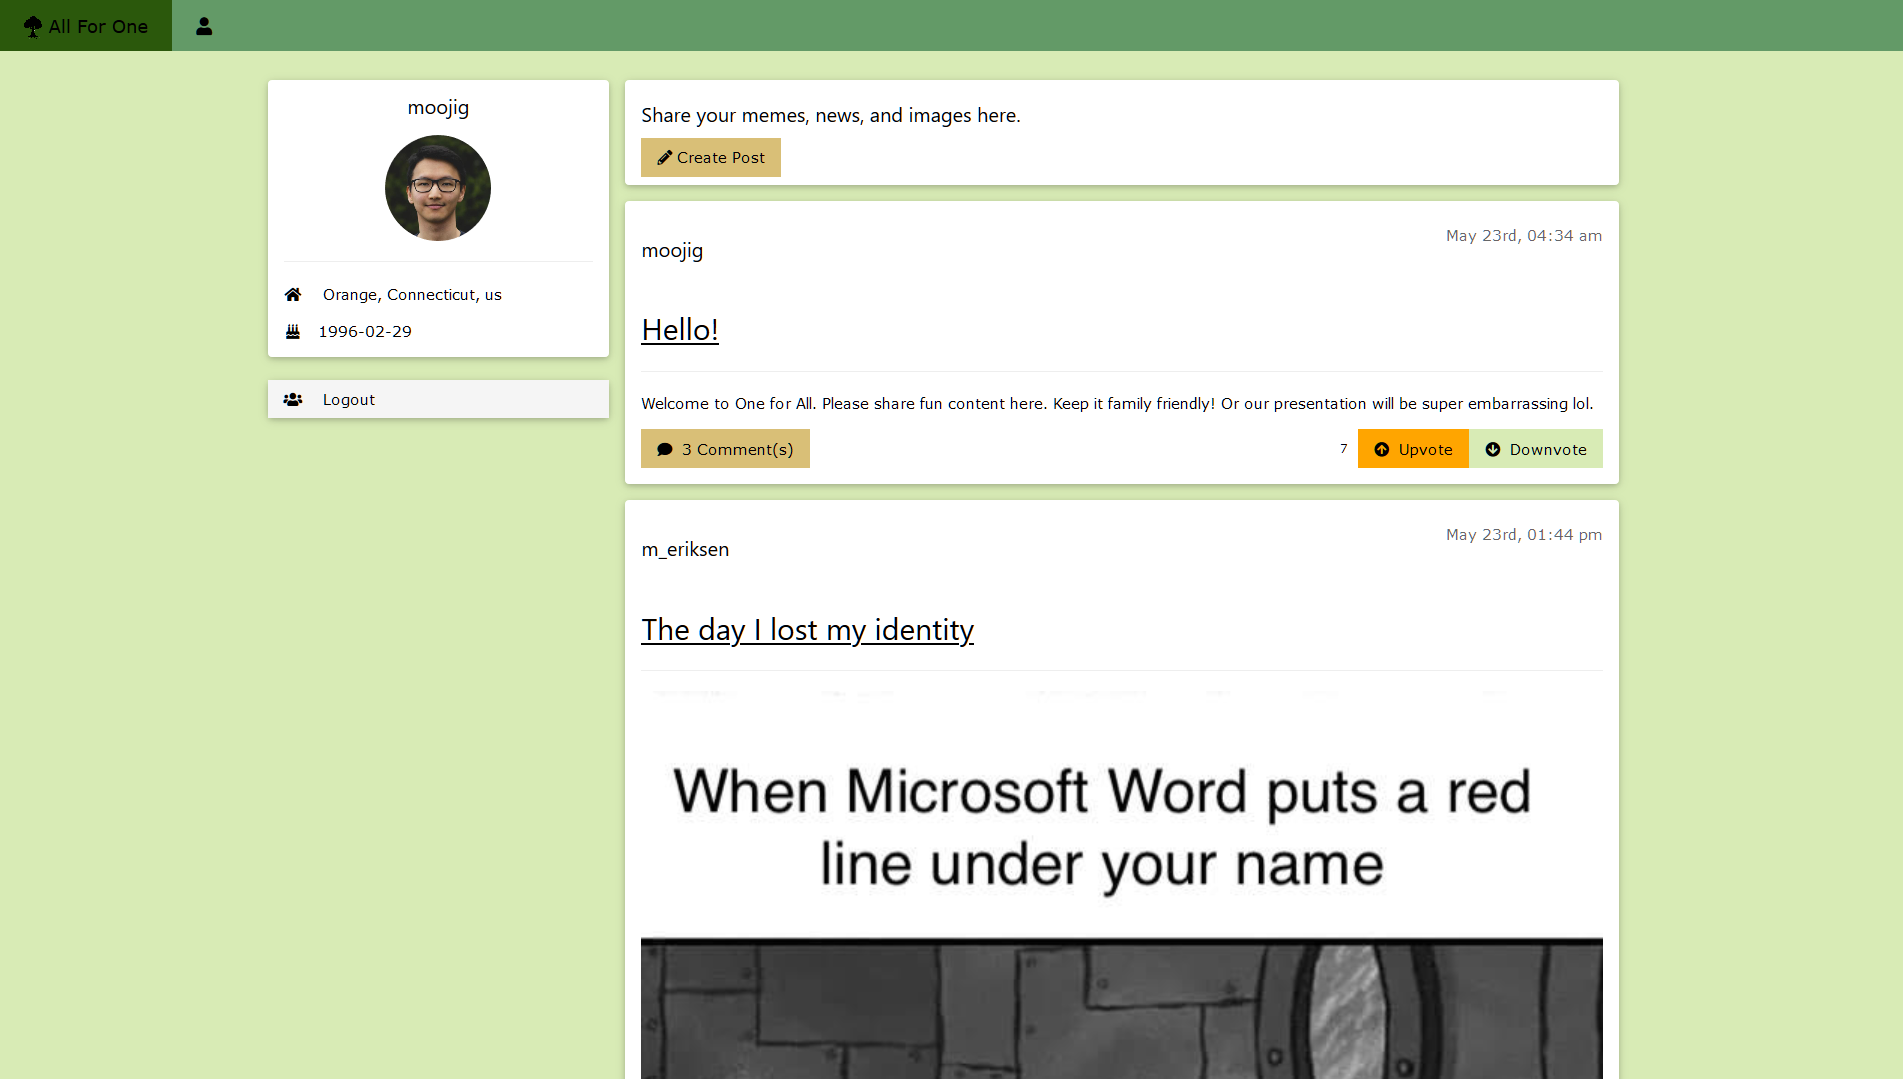 All For One
moojig
Orange, Connecticut, us
1996-02-29
Logout
Share your memes, news, and images here.
Create Post
May 23rd, 04:34 am
moojig
Hello!
Welcome to One for All. Please share fun content here. Keep it family friendly! Or our presentation will be super embarrassing lol.
3 Comment(s)
7 Upvote Downvote
May 23rd, 01:44 pm
m_eriksen
The day I lost my identity
When Microsoft Word puts a red
line under your name